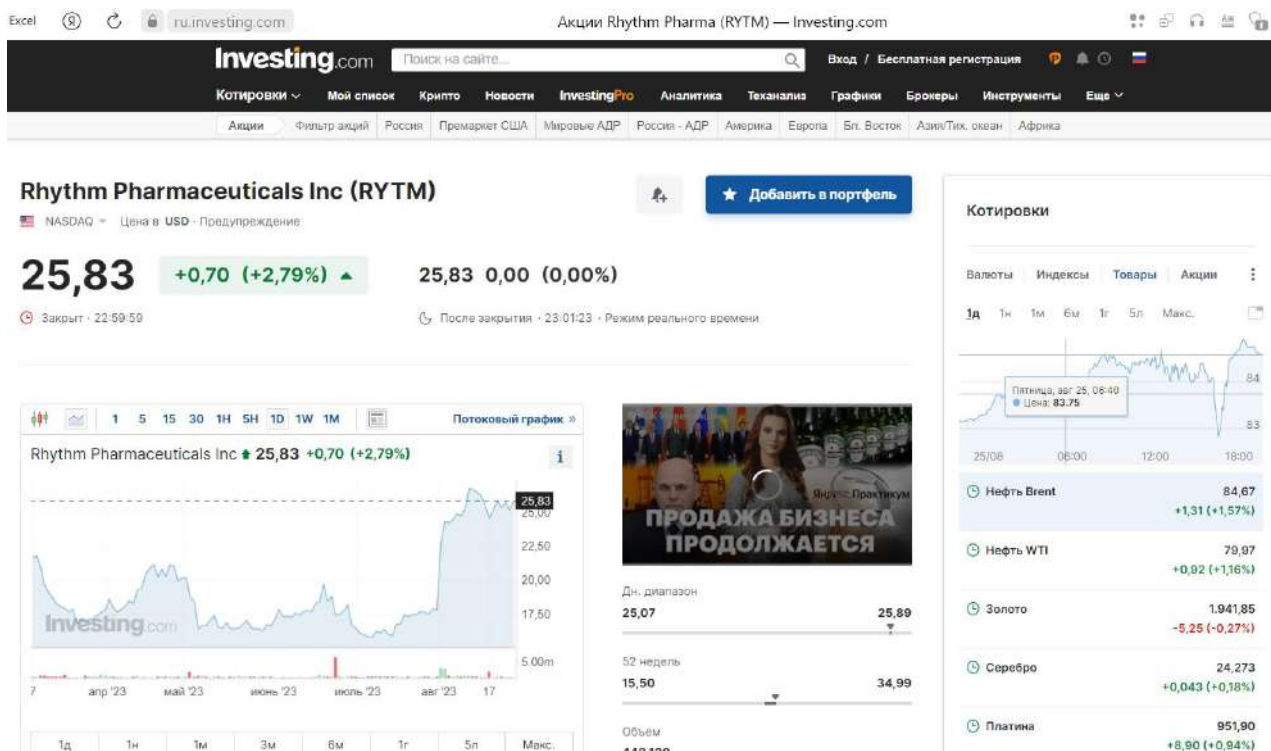 Excel
ru.investing.com
Акции Rhythm Pharma (RYTM) — Investing.com
Investing.com
Поиск на сайте...
Вход / Бесплатная регистрация
Котировки Мой список Крипто Новости InvestingPro Аналитика Теханализ Графики Брокеры Инструменты Еще
Акции Фильтр акций Россия Премаркет США Мировые АДР Россия - АДР Америка Европа Бл. Восток Азия/Тих. океан Африка
Rhythm Pharmaceuticals Inc (RYTM)
Добавить в портфель
NASDAQ Цена в USD · Предупреждение
25,83 +0,70 (+2,79%)
25,83 0,00 (0,00%)
Закрыт · 22:59:59
После закрытия · 23:01:23 · Режим реального времени
1 5 15 30 1H 5H 1D 1W 1M
Потоковый график »
Rhythm Pharmaceuticals Inc 25,83 +0,70 (+2,79%)
i
25,83
25,00
22,50
20,00
17,50
5.00m
Investing.com
7 апр '23 май '23 июнь '23 июль '23 авг '23 17
1д 1н 1м 3м 6м 1г 5л Макс.
Яндекс Практикум
ПРОДАЖА БИЗНЕСА
ПРОДОЛЖАЕТСЯ
Дн. диапазон
25,07 25,89
52 недель
15,50 34,99
Объем
Котировки
Валюты Индексы Товары Акции
1д 1н 1м 6м 1г 5л Макс.
Пятница, авг 25, 06:40
Цена: 83.75
84
83
25/08 06:00 12:00 18:00
Нефть Brent 84,67
+1,31 (+1,57%)
Нефть WTI 79,97
+0,92 (+1,16%)
Золото 1.941,85
-5,25 (-0,27%)
Серебро 24,273
+0,043 (+0,18%)
Платина 951,90
+8,90 (+0,94%)